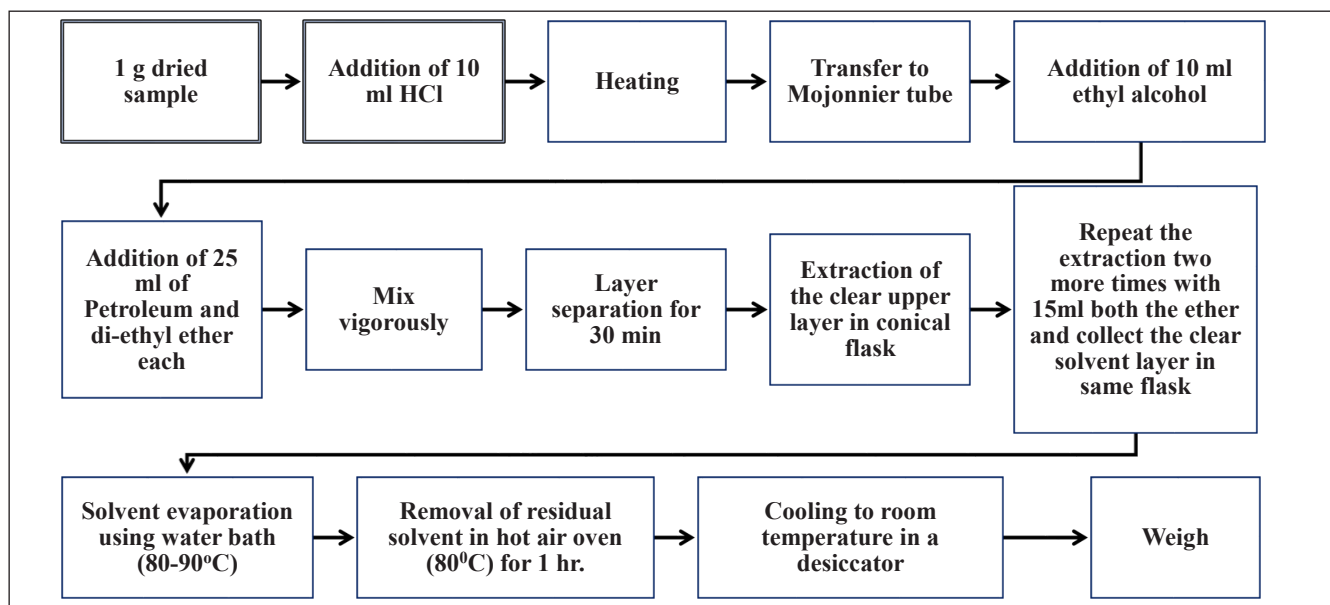 1 g dried
sample
Addition of 10
ml HCl
Heating
Transfer to
Mojonnier tube
Addition of 10 ml
ethyl alcohol
Addition of 25
ml of
Petroleum and
di-ethyl ether
each
Mix
vigorously
Layer
separation for
30 min
Extraction of
the clear upper
layer in conical
flask
Repeat the
extraction two
more times with
15ml both the ether
and collect the clear
solvent layer in
same flask
Solvent evaporation
using water bath
(80-90ᵒC)
Removal of residual
solvent in hot air oven
(80⁰C) for 1 hr.
Cooling to room
temperature in a
desiccator
Weigh